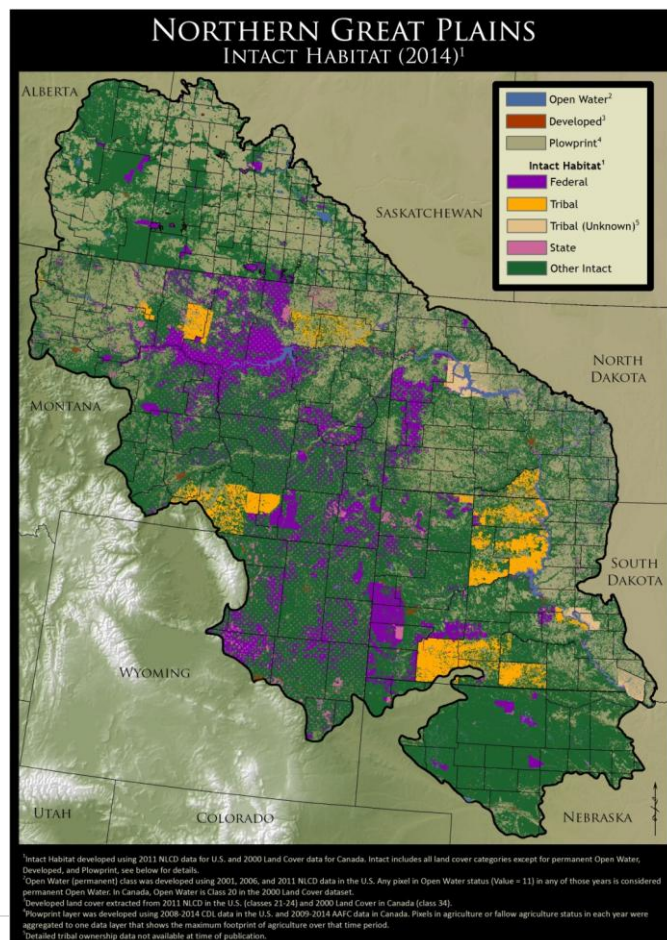 NORTHERN GREAT PLAINS
INTACT HABITAT (2014)¹
ALBERTA
Open Water²
Developed³
Plowprint⁴
Intact Habitat¹
Federal
Tribal
Tribal (Unknown)⁵
State
Other Intact
SASKATCHEWAN
NORTH
DAKOTA
MONTANA
SOUTH
DAKOTA
WYOMING
UTAH
COLORADO
NEBRASKA
¹Intact Habitat developed using 2011 NLCD data for U.S. and 2000 Land Cover data for Canada. Intact includes all land cover categories except for permanent Open Water,
Developed, and Plowprint, see below for details.
²Open Water (permanent) class was developed using 2001, 2006, and 2011 NLCD data in the U.S. Any pixel in Open Water status (Value = 11) in any of those years is considered
permanent Open Water. In Canada, Open Water is Class 20 in the 2000 Land Cover dataset.
³Developed land cover extracted from 2011 NLCD in the U.S. (classes 21-24) and 2000 Land Cover in Canada (class 34).
⁴Plowprint layer was developed using 2008-2014 CDL data in the U.S. and 2009-2014 AAFC data in Canada. Pixels in agriculture or fallow agriculture status in each year were
aggregated to one data layer that shows the maximum footprint of agriculture over that time period.
⁵Detailed tribal ownership data not available at time of publication.